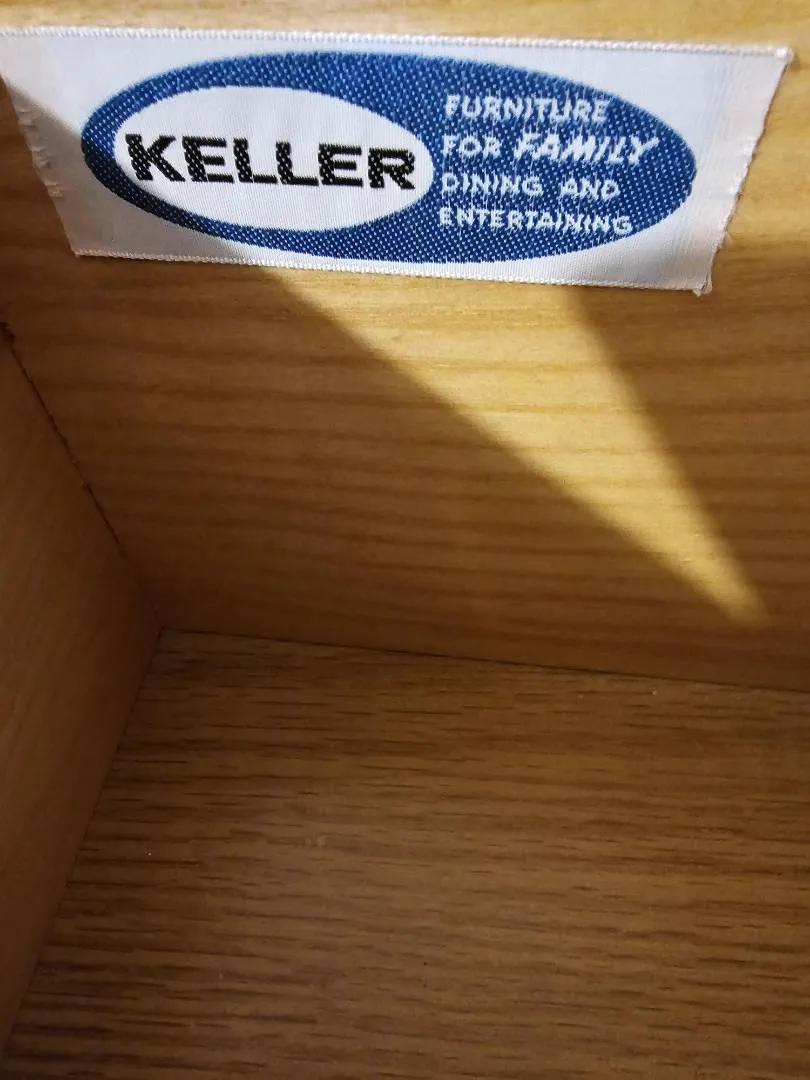 KELLER
FURNITURE
FOR FAMILY
DINING AND
ENTERTAINING